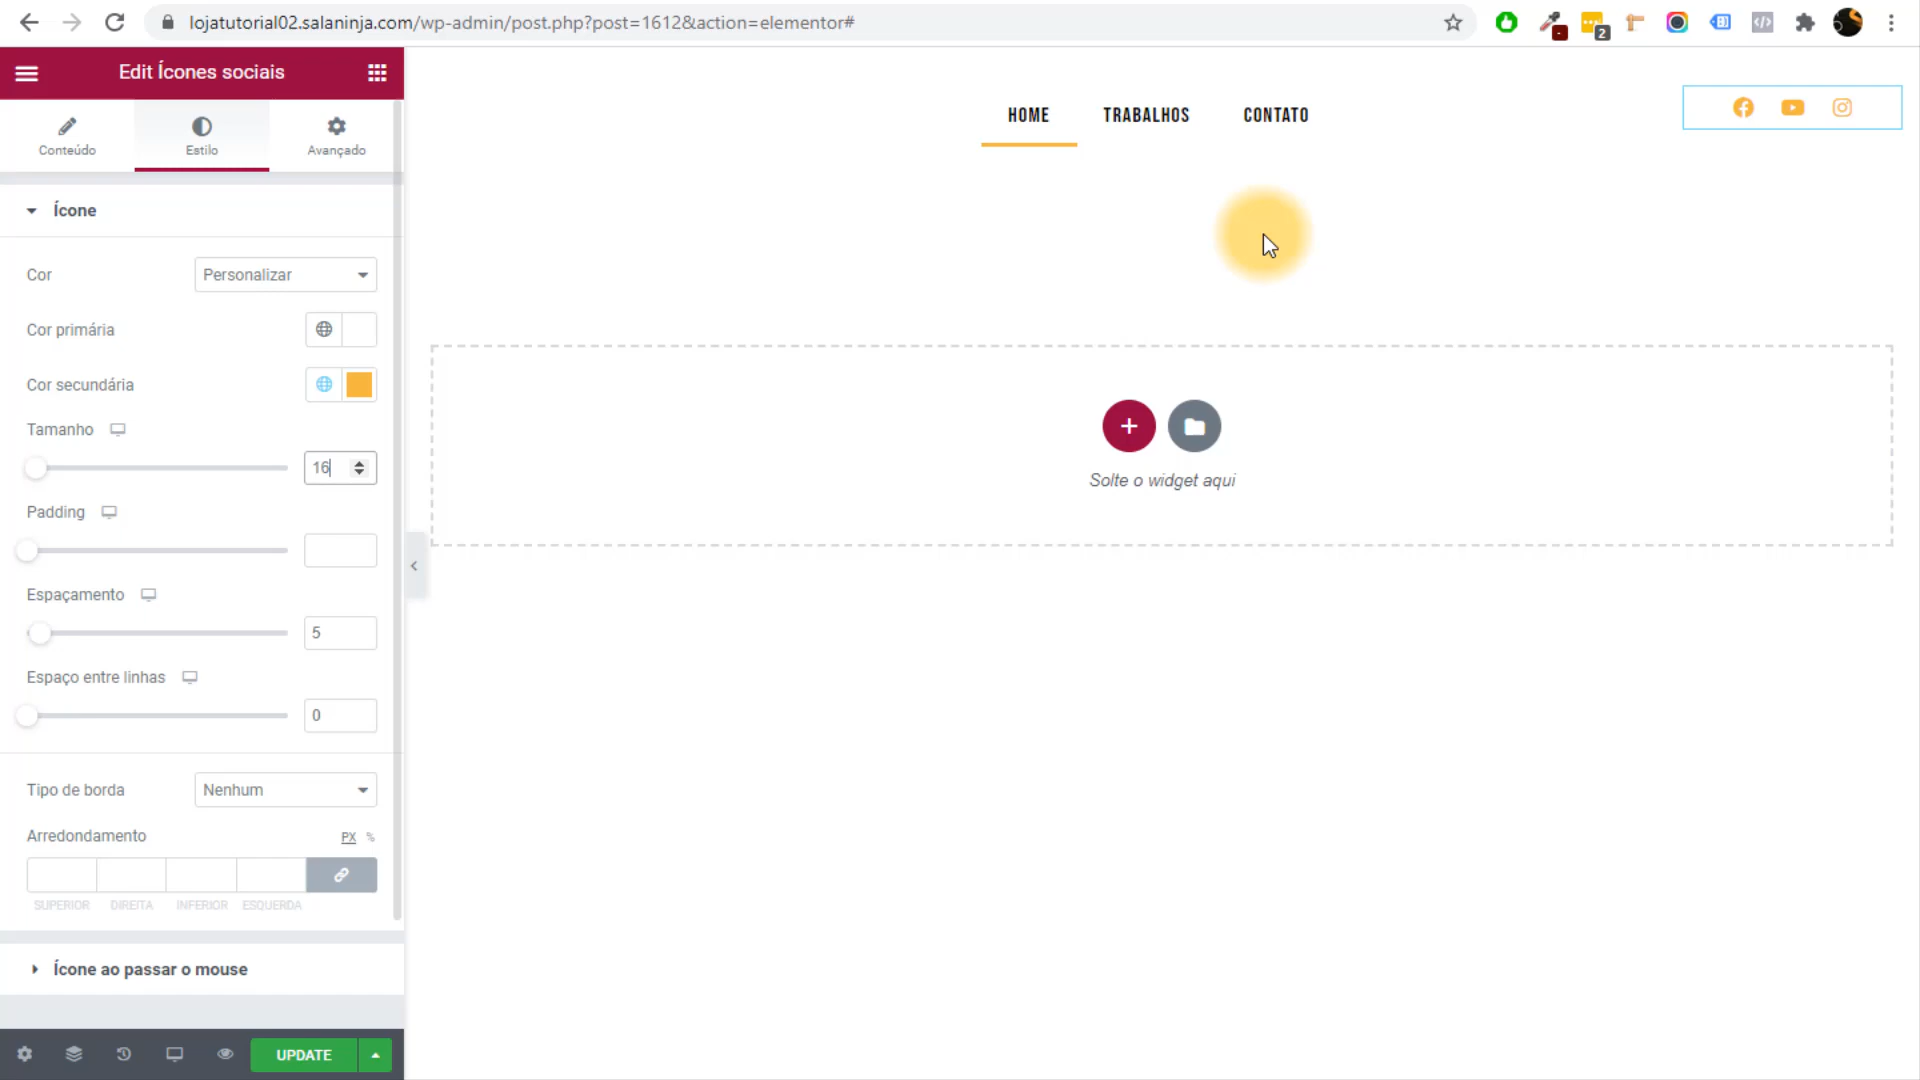 lojatutorial02.salaninja.com/wp-admin/post.php?post=1612&action=elementor#
2
Edit Ícones sociais
Conteúdo
Estilo
Avançado
Ícone
Cor
Personalizar
Cor primária
Cor secundária
Tamanho
16
Padding
Espaçamento
5
Espaço entre linhas
0
Tipo de borda
Nenhum
Arredondamento
PX %
SUPERIOR DIREITA INFERIOR ESQUERDA
Ícone ao passar o mouse
UPDATE
HOME TRABALHOS CONTATO
Solte o widget aqui